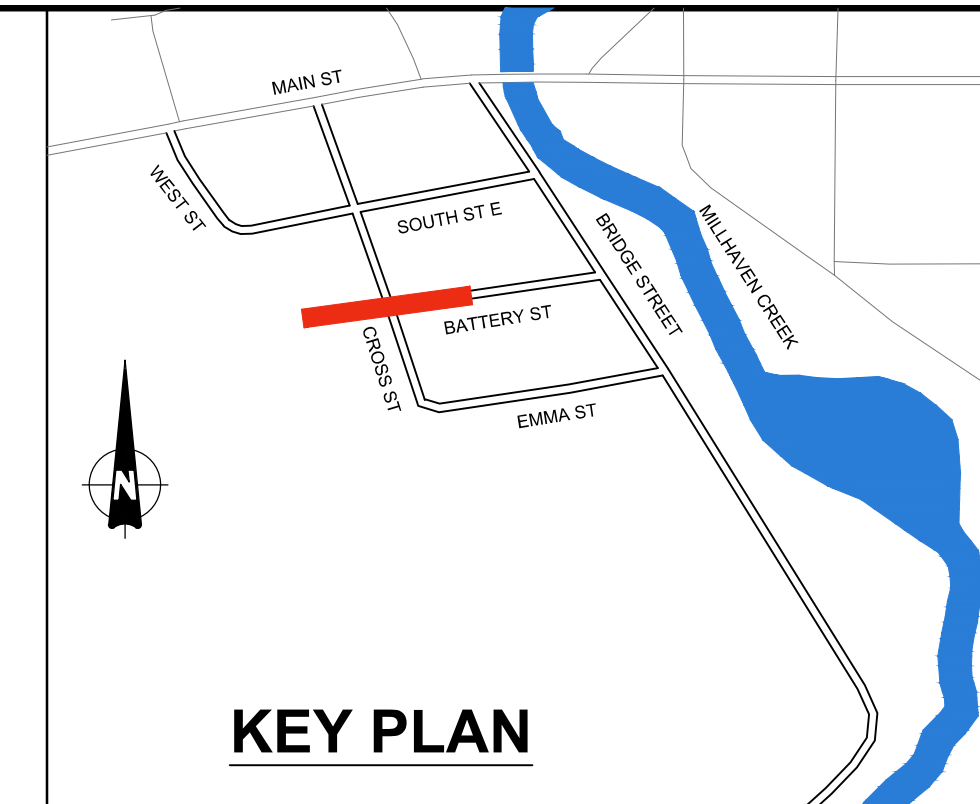 MAIN ST
WEST ST
SOUTH ST E
BRIDGE STREET
MILLHAVEN CREEK
BATTERY ST
CROSS ST
EMMA ST
N
KEY PLAN